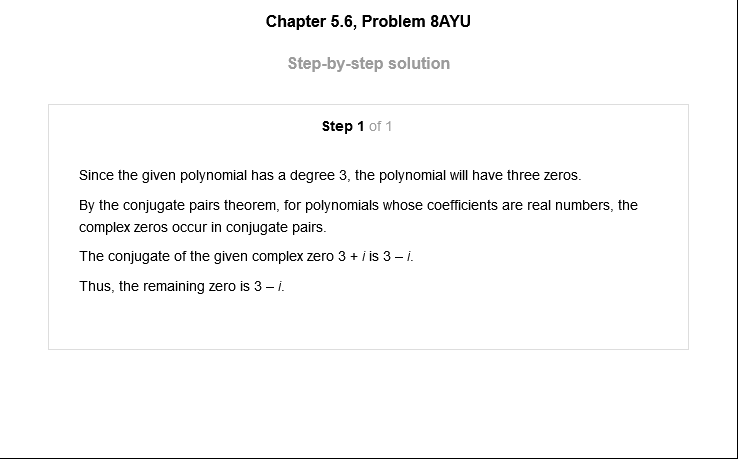 Chapter 5.6, Problem 8AYU
Step-by-step solution
Step 1 of 1
Since the given polynomial has a degree 3, the polynomial will have three zeros.
By the conjugate pairs theorem, for polynomials whose coefficients are real numbers, the
complex zeros occur in conjugate pairs.
The conjugate of the given complex zero 3 + i is 3 – i.
Thus, the remaining zero is 3 – i.